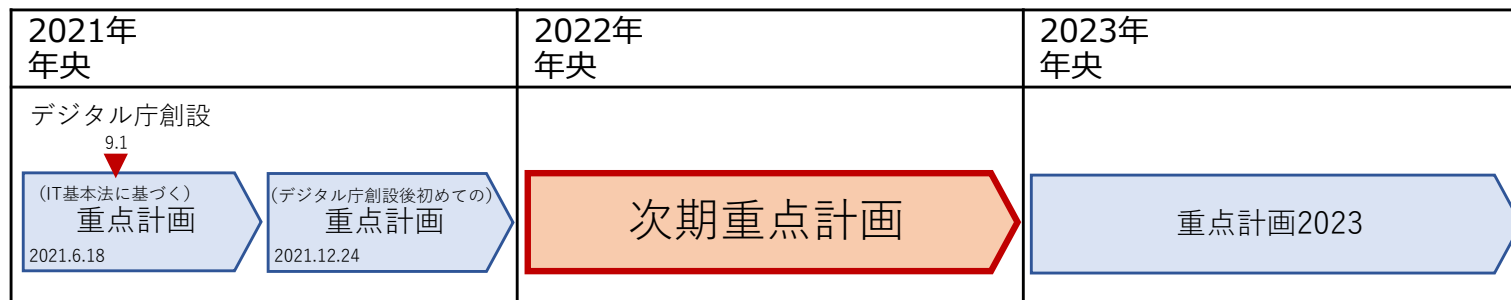 2021年
年央
2022年
年央
2023年
年央
デジタル庁創設
9.1
（IT基本法に基づく）
重点計画
2021.6.18
(デジタル庁創設後初めての)
重点計画
2021.12.24
次期重点計画
重点計画2023